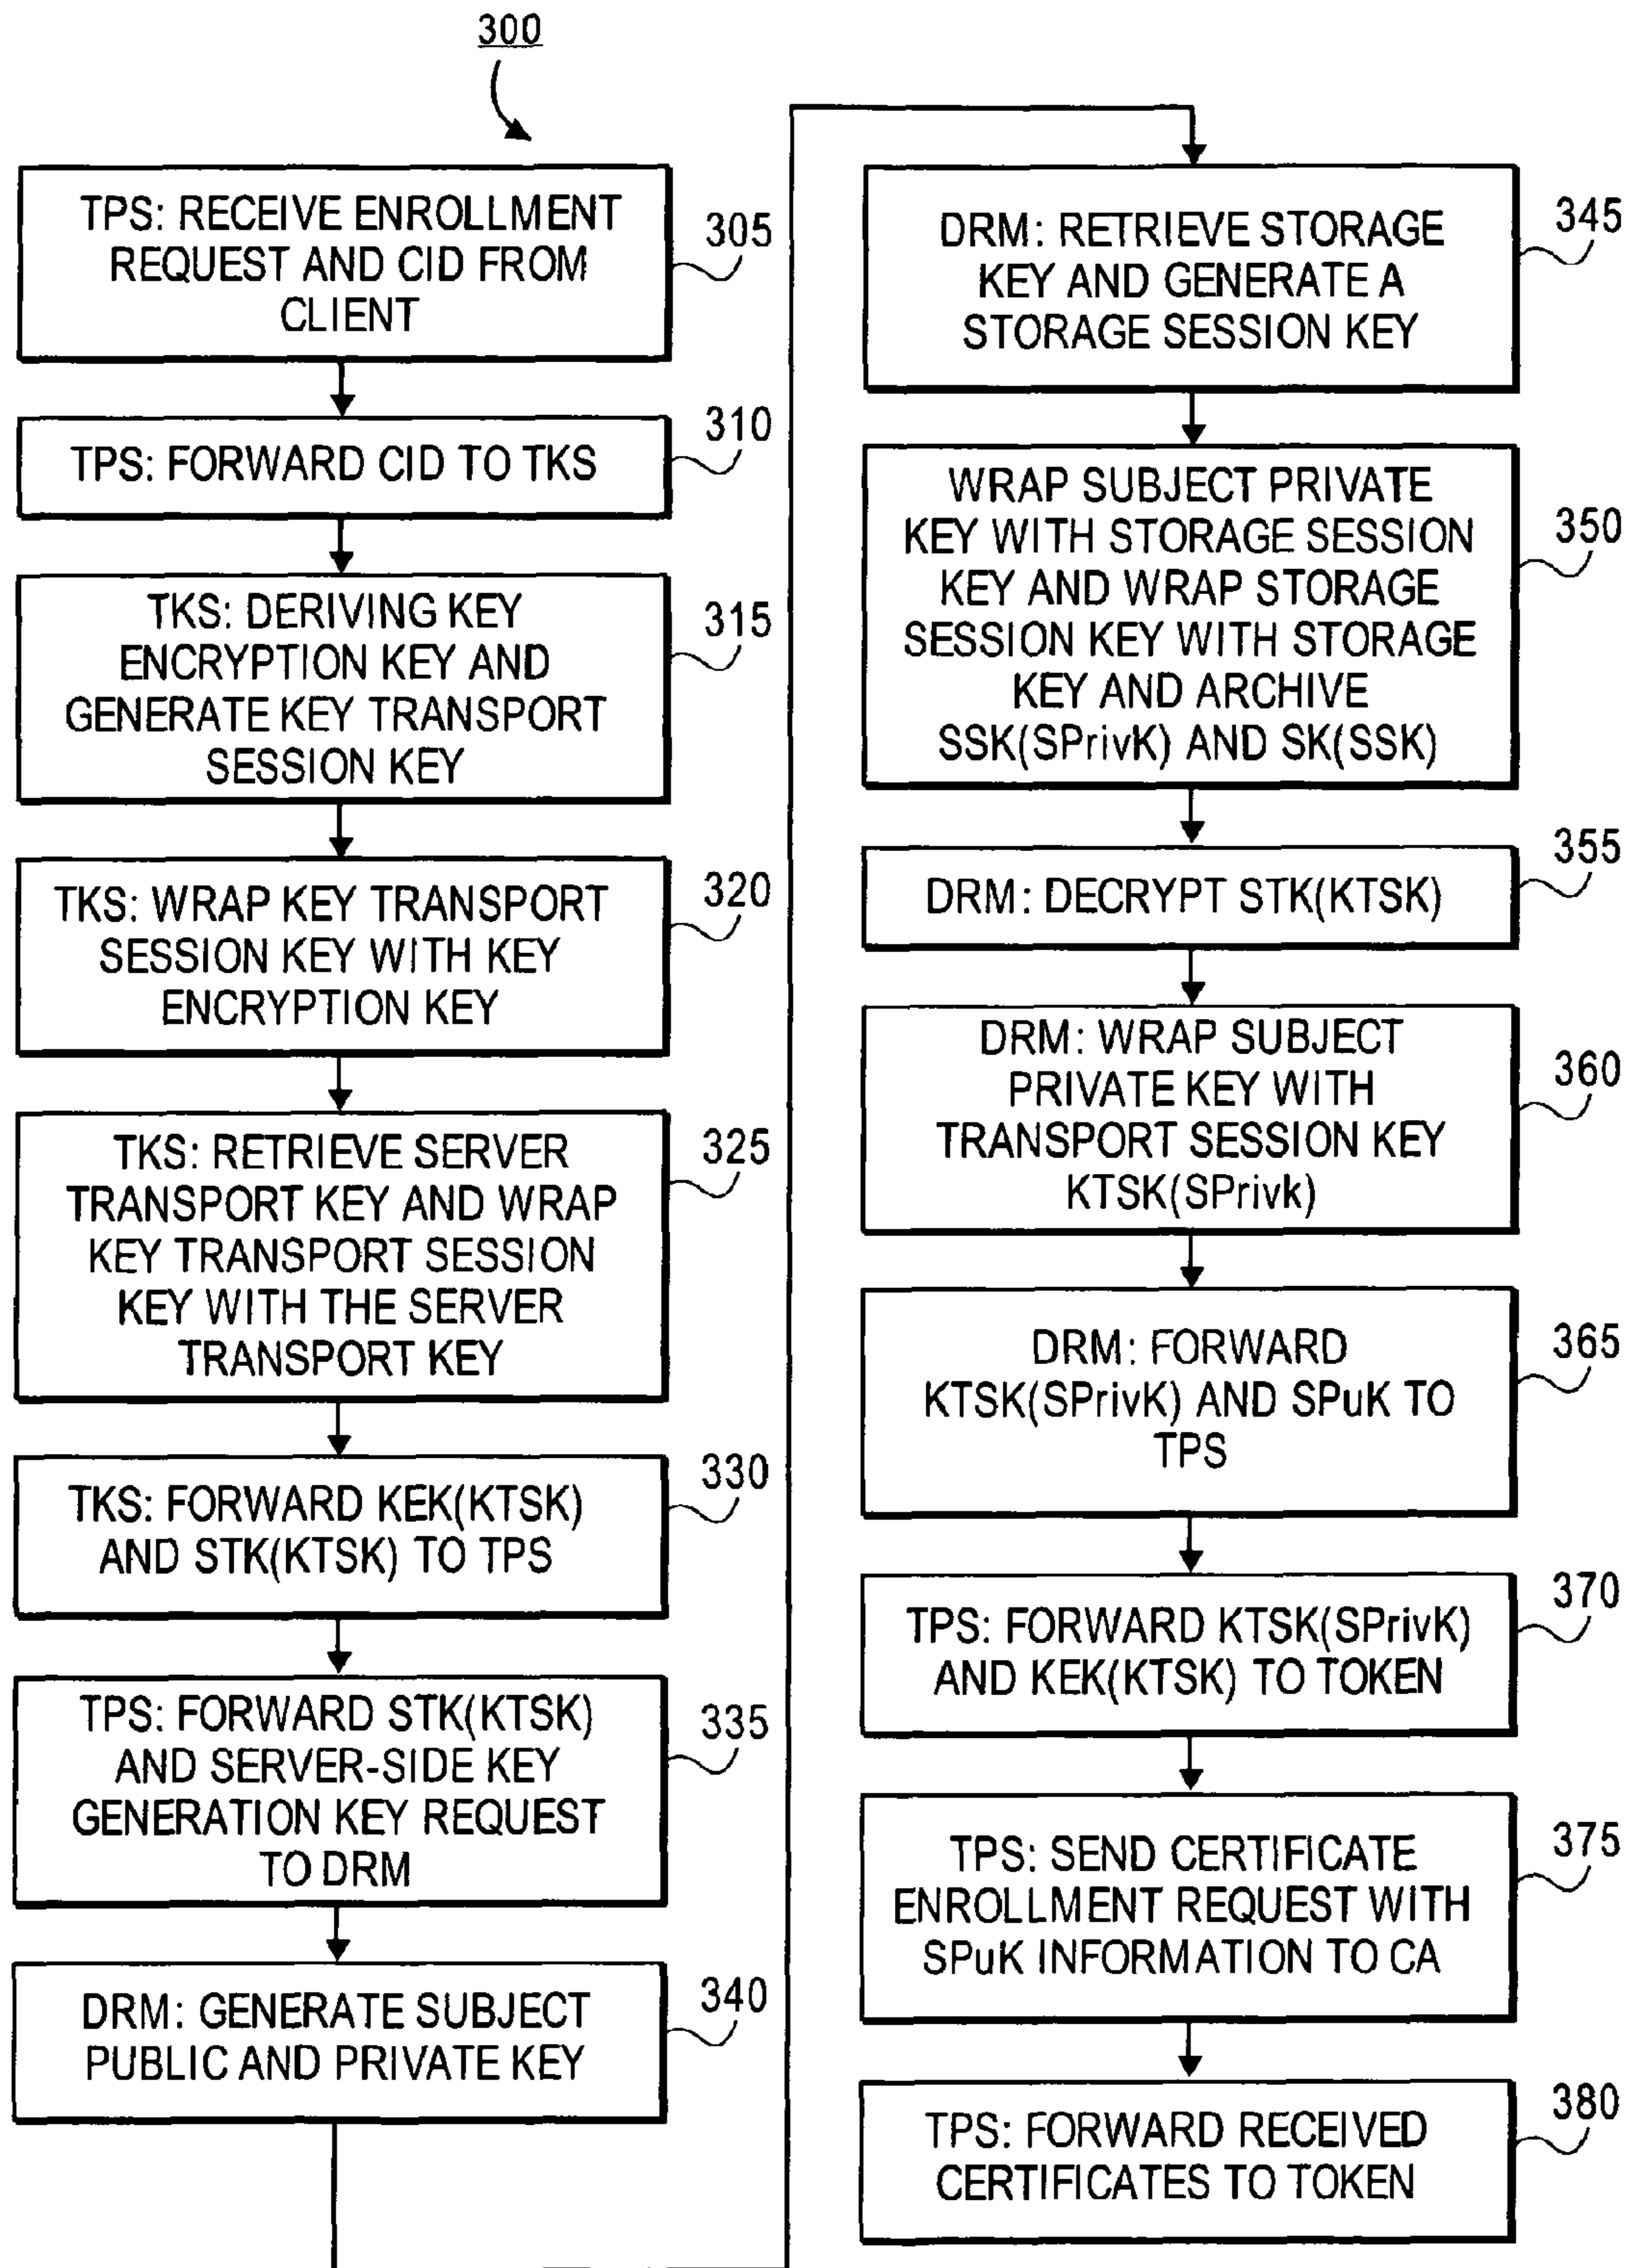 300
TPS: RECEIVE ENROLLMENT
REQUEST AND CID FROM
CLIENT
305
TPS: FORWARD CID TO TKS
310
TKS: DERIVING KEY
ENCRYPTION KEY AND
GENERATE KEY TRANSPORT
SESSION KEY
315
TKS: WRAP KEY TRANSPORT
SESSION KEY WITH KEY
ENCRYPTION KEY
320
TKS: RETRIEVE SERVER
TRANSPORT KEY AND WRAP
KEY TRANSPORT SESSION
KEY WITH THE SERVER
TRANSPORT KEY
325
TKS: FORWARD KEK(KTSK)
AND STK(KTSK) TO TPS
330
TPS: FORWARD STK(KTSK)
AND SERVER-SIDE KEY
GENERATION KEY REQUEST
TO DRM
335
DRM: GENERATE SUBJECT
PUBLIC AND PRIVATE KEY
340
DRM: RETRIEVE STORAGE
KEY AND GENERATE A
STORAGE SESSION KEY
345
WRAP SUBJECT PRIVATE
KEY WITH STORAGE SESSION
KEY AND WRAP STORAGE
SESSION KEY WITH STORAGE
KEY AND ARCHIVE
SSK(SPrivK) AND SK(SSK)
350
DRM: DECRYPT STK(KTSK)
355
DRM: WRAP SUBJECT
PRIVATE KEY WITH
TRANSPORT SESSION KEY
KTSK(SPrivk)
360
DRM: FORWARD
KTSK(SPrivK) AND SPuK TO
TPS
365
TPS: FORWARD KTSK(SPrivK)
AND KEK(KTSK) TO TOKEN
370
TPS: SEND CERTIFICATE
ENROLLMENT REQUEST WITH
SPuK INFORMATION TO CA
375
TPS: FORWARD RECEIVED
CERTIFICATES TO TOKEN
380